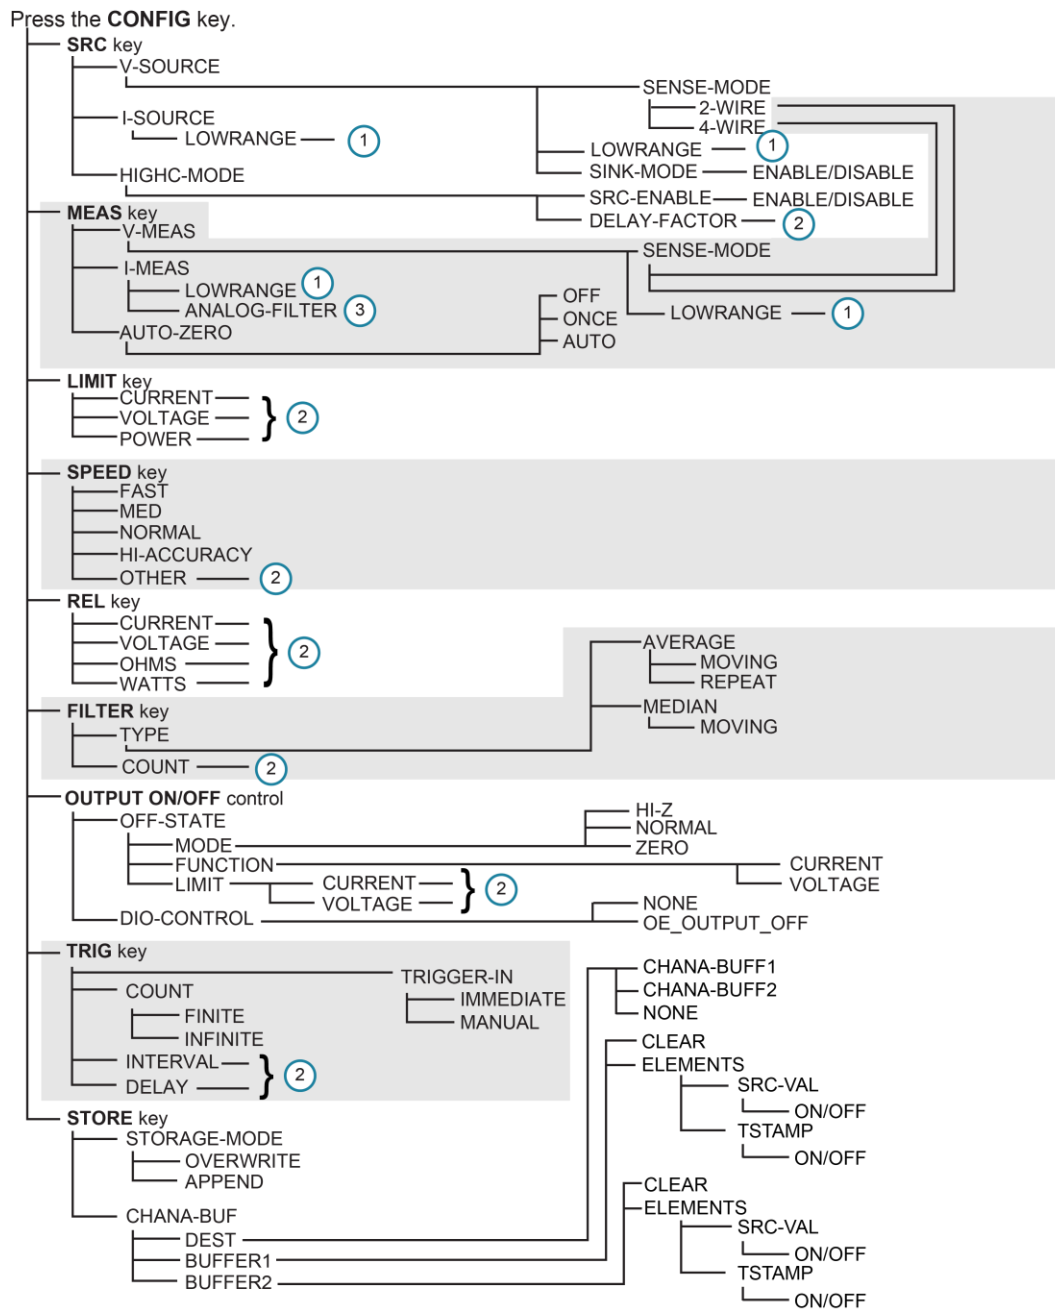 Press the CONFIG key.
SRC key
V-SOURCE
SENSE-MODE
2-WIRE
4-WIRE
I-SOURCE
LOWRANGE 1
LOWRANGE 1
SINK-MODE ENABLE/DISABLE
HIGHC-MODE
SRC-ENABLE ENABLE/DISABLE
DELAY-FACTOR 2
MEAS key
V-MEAS
SENSE-MODE
I-MEAS
LOWRANGE 1
ANALOG-FILTER 3
LOWRANGE 1
AUTO-ZERO
OFF
ONCE
AUTO
LIMIT key
CURRENT
VOLTAGE } 2
POWER
SPEED key
FAST
MED
NORMAL
HI-ACCURACY
OTHER 2
REL key
CURRENT
VOLTAGE
OHMS } 2
WATTS
FILTER key
TYPE
AVERAGE
MOVING
REPEAT
MEDIAN
MOVING
COUNT 2
OUTPUT ON/OFF control
OFF-STATE
MODE
HI-Z
NORMAL
ZERO
FUNCTION
CURRENT
VOLTAGE
LIMIT
CURRENT
VOLTAGE } 2
DIO-CONTROL
NONE
OE_OUTPUT_OFF
TRIG key
TRIGGER-IN
IMMEDIATE
MANUAL
COUNT
FINITE
INFINITE
INTERVAL
DELAY } 2
STORE key
STORAGE-MODE
OVERWRITE
APPEND
CHANA-BUF
DEST
BUFFER1
BUFFER2
CHANA-BUFF1
CHANA-BUFF2
NONE
CLEAR
ELEMENTS
SRC-VAL
ON/OFF
TSTAMP
ON/OFF
CLEAR
ELEMENTS
SRC-VAL
ON/OFF
TSTAMP
ON/OFF